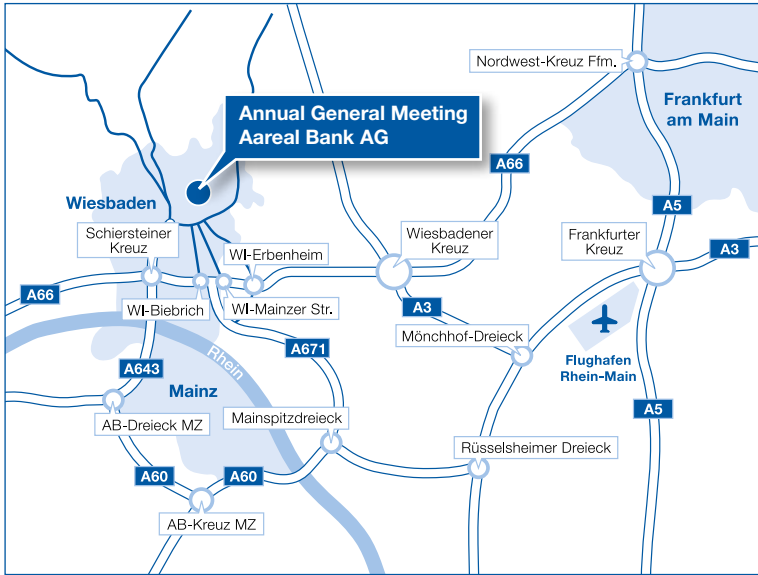 Nordwest-Kreuz Ffm.
Frankfurt
am Main
Annual General Meeting
Aareal Bank AG
A66
Wiesbaden
A5
Schiersteiner
Kreuz
WI-Erbenheim
Wiesbadener
Kreuz
Frankfurter
Kreuz
A3
A66
WI-Biebrich
WI-Mainzer Str.
A3
Mönchhof-Dreieck
Rhein
A671
A643
Flughafen
Rhein-Main
Mainz
A5
AB-Dreieck MZ
Mainspitzdreieck
Rüsselsheimer Dreieck
A60
A60
AB-Kreuz MZ